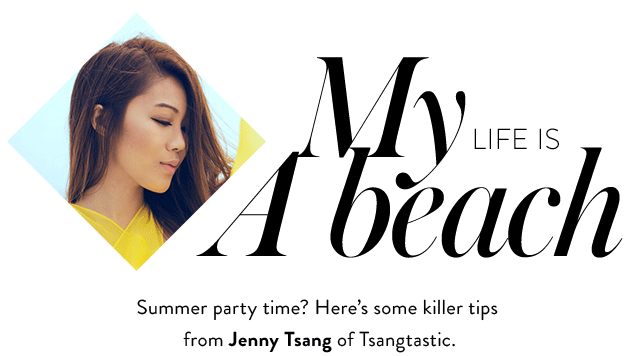 My LIFE IS
A beach
Summer party time? Here's some killer tips
from Jenny Tsang of Tsangtastic.